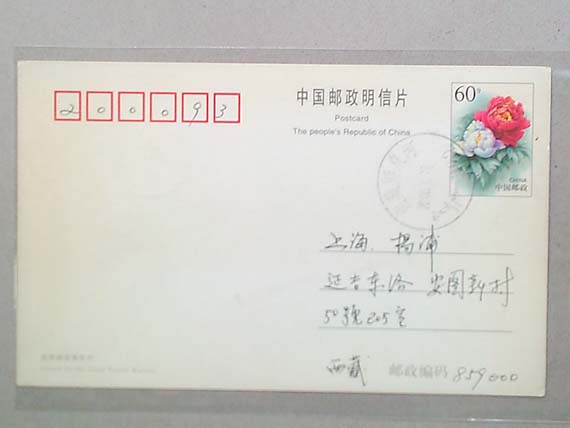 200093
中国邮政明信片
Postcard
The people's Republic of China
60分
CHINA
中国邮政
上海、杨浦
延吉东路 安图新村
50號205室
西藏 邮政编码 859000